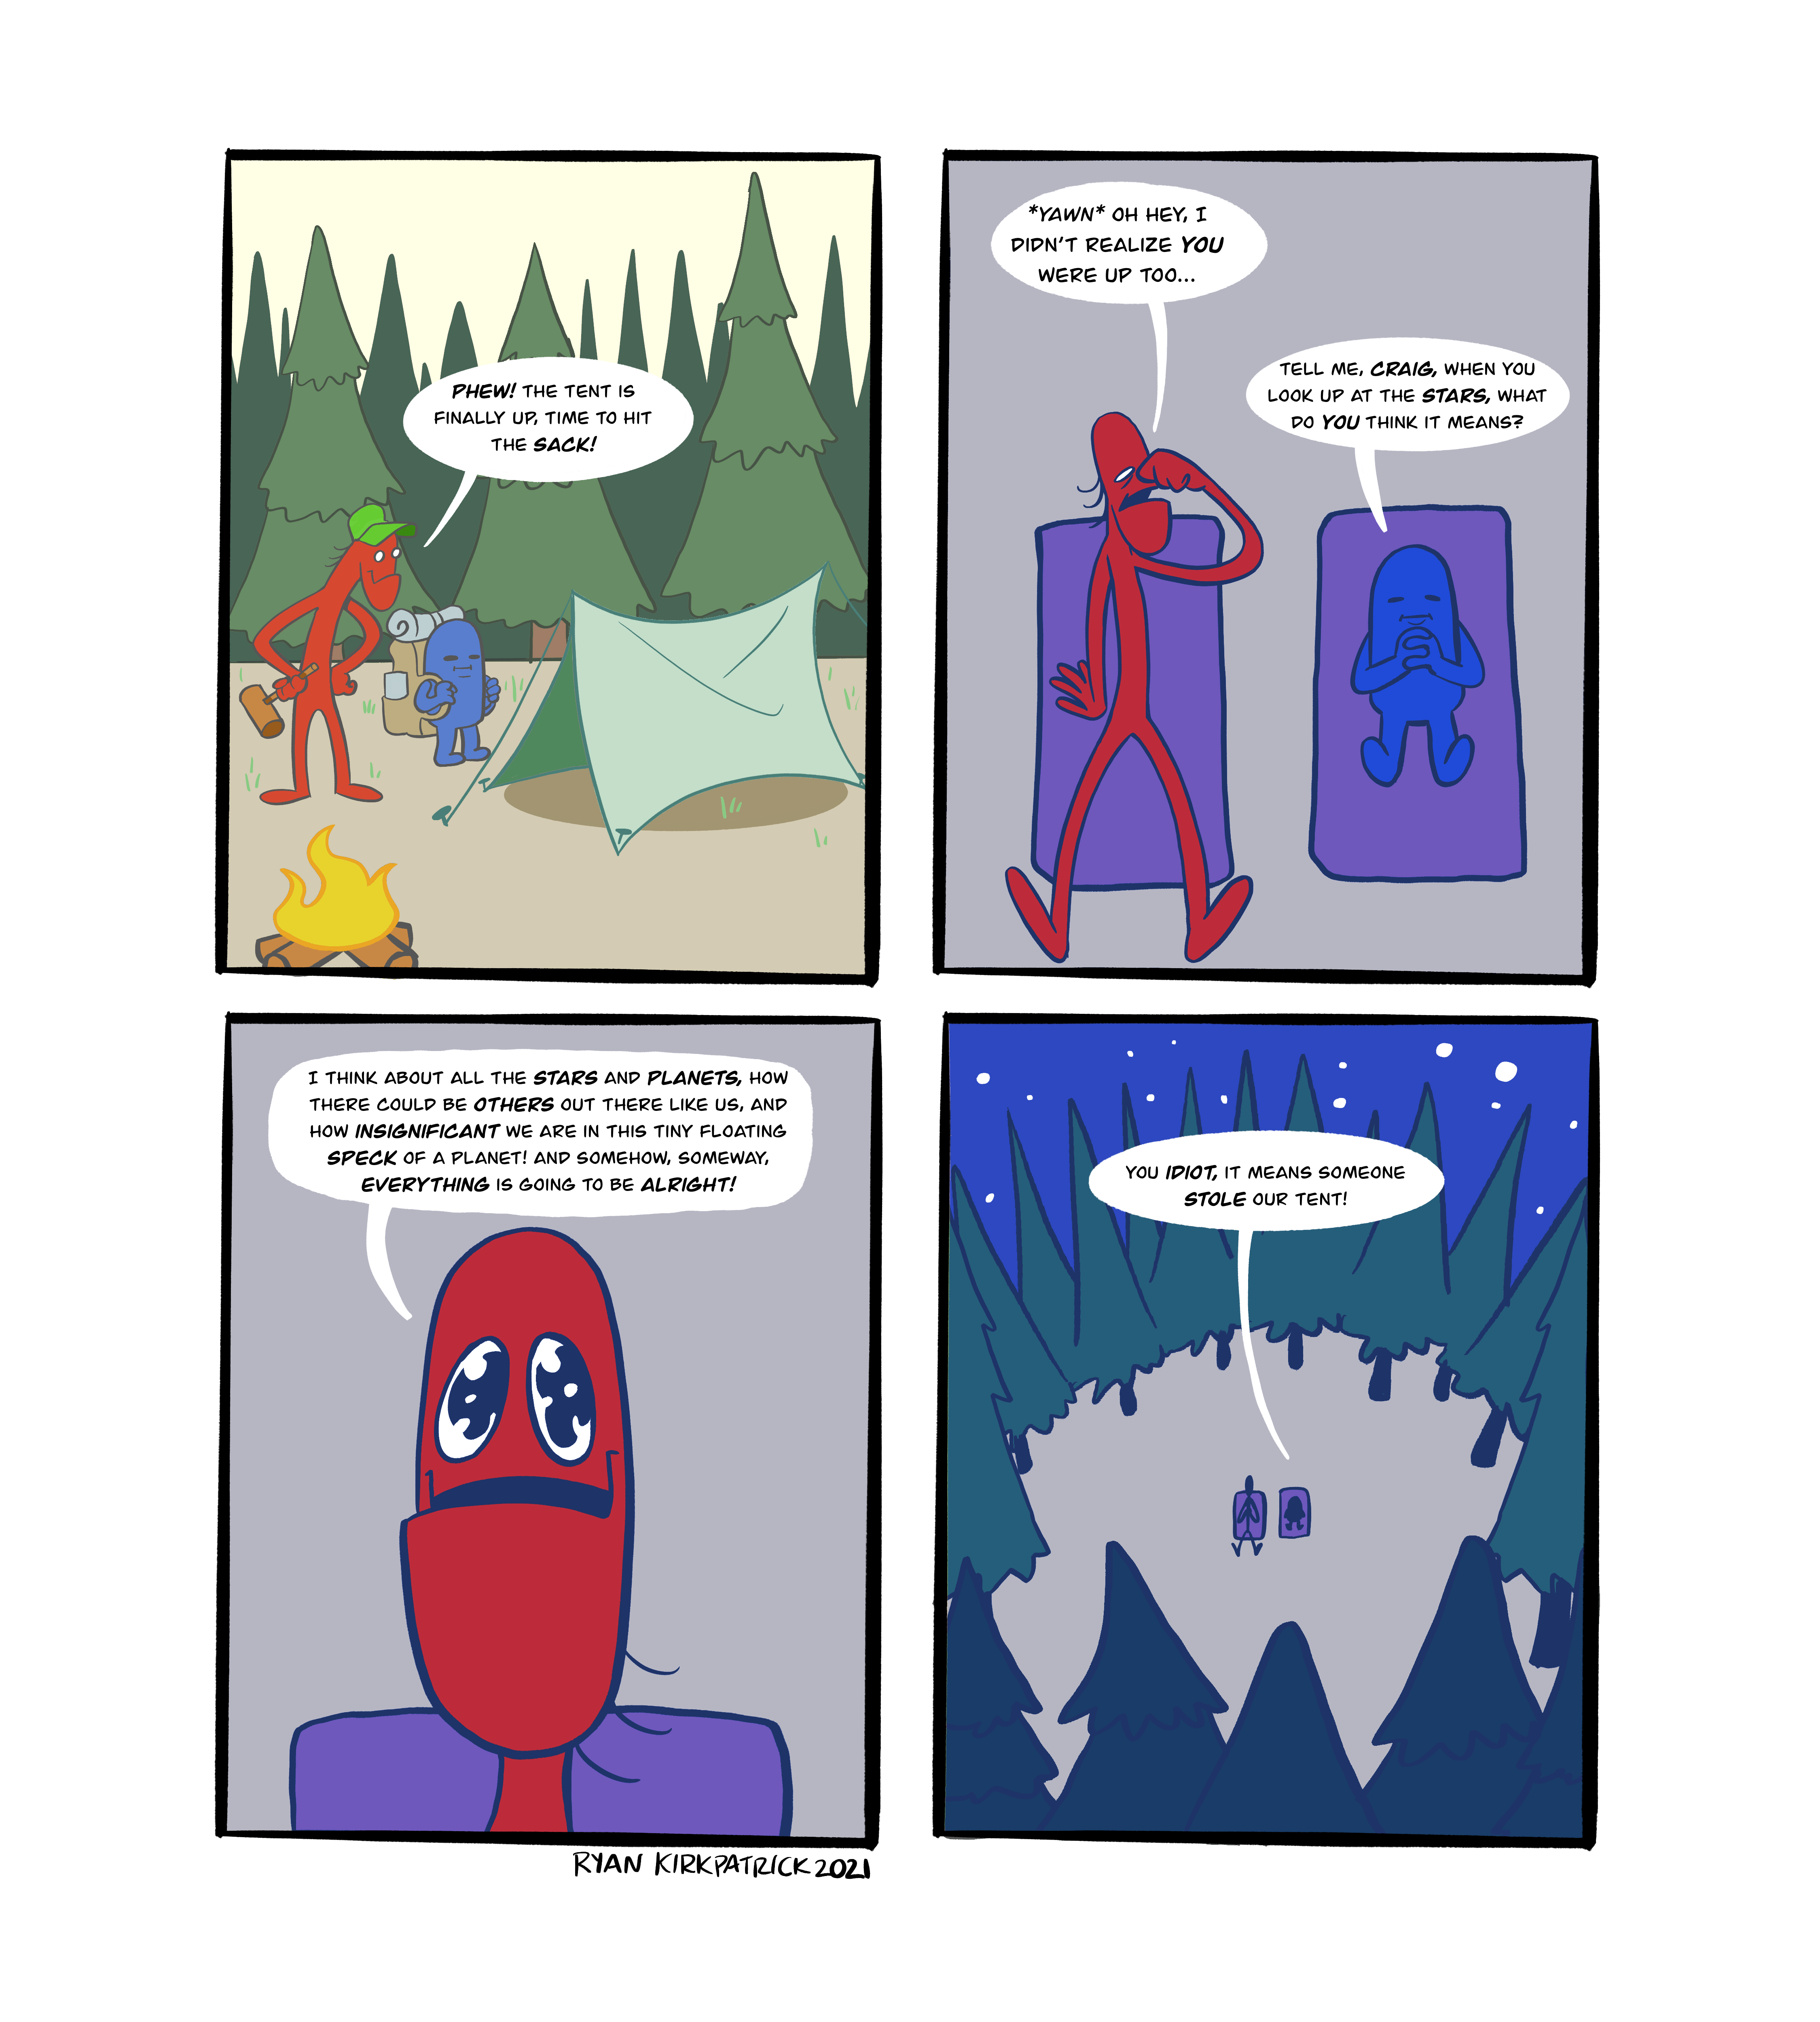 PHEW! THE TENT IS
FINALLY UP, TIME TO HIT
THE SACK!
*YAWN* OH HEY, I
DIDN'T REALIZE YOU
WERE UP TOO...
TELL ME, CRAIG, WHEN YOU
LOOK UP AT THE STARS, WHAT
DO YOU THINK IT MEANS?
I THINK ABOUT ALL THE STARS AND PLANETS, HOW
THERE COULD BE OTHERS OUT THERE LIKE US, AND
HOW INSIGNIFICANT WE ARE IN THIS TINY FLOATING
SPECK OF A PLANET! AND SOMEHOW, SOMEWAY,
EVERYTHING IS GOING TO BE ALRIGHT!
YOU IDIOT, IT MEANS SOMEONE
STOLE OUR TENT!
RYAN KIRKPATRICK 2021